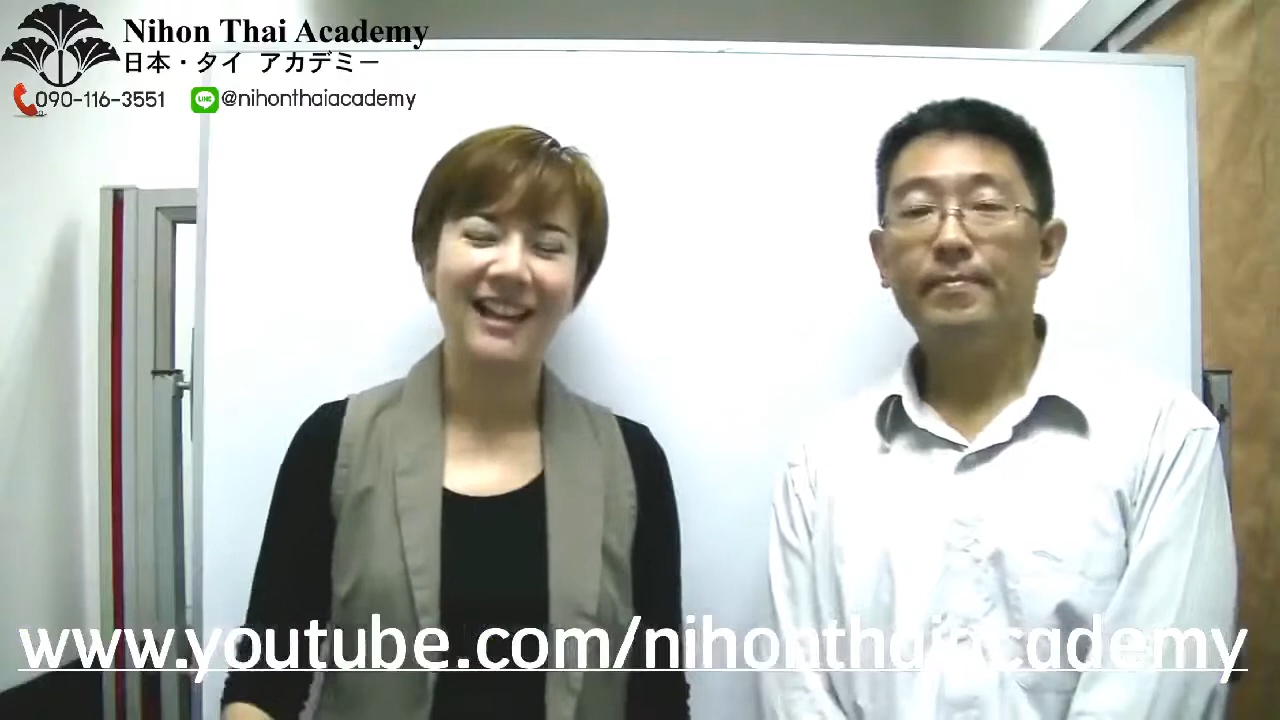 Nihon Thai Academy
日本・タイ アカデミー
090-116-3551 LINE @nihonthaiacademy
www.youtube.com/nihonthaiacademy